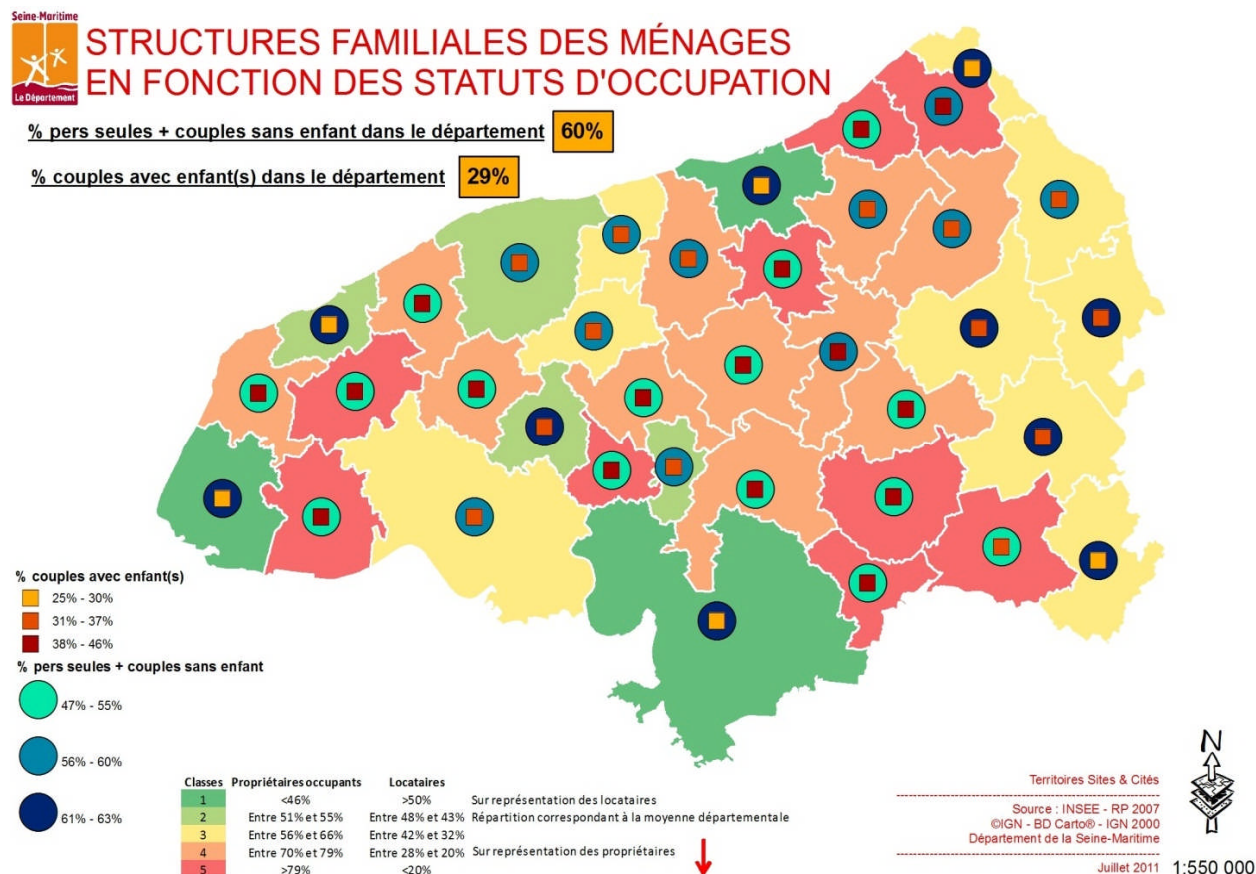 Seine-Maritime
Le Département
STRUCTURES FAMILIALES DES MÉNAGES
EN FONCTION DES STATUTS D'OCCUPATION
% pers seules + couples sans enfant dans le département 60%
% couples avec enfant(s) dans le département 29%
% couples avec enfant(s)
25% - 30%
31% - 37%
38% - 46%
% pers seules + couples sans enfant
47% - 55%
56% - 60%
61% - 63%
Classes Propriétaires occupants Locataires
1 <46% >50% Sur représentation des locataires
2 Entre 51% et 55% Entre 48% et 43% Répartition correspondant à la moyenne départementale
3 Entre 56% et 66% Entre 42% et 32%
4 Entre 70% et 79% Entre 28% et 20% Sur représentation des propriétaires
5 >79% <20%
N
Territoires Sites & Cités
Source : INSEE - RP 2007
©IGN - BD Carto® - IGN 2000
Département de la Seine-Maritime
Juillet 2011 1:550 000